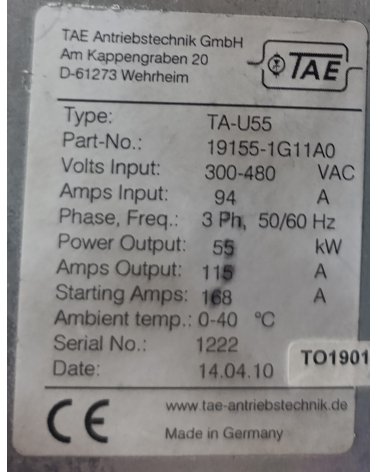 TAE Antriebstechnik GmbH
Am Kappengraben 20
D-61273 Wehrheim
TAE
Type: TA-U55
Part-No.: 19155-1G11A0
Volts Input: 300-480 VAC
Amps Input: 94 A
Phase, Freq.: 3 Ph, 50/60 Hz
Power Output: 55 kW
Amps Output: 115 A
Starting Amps: 168 A
Ambient temp.: 0-40 °C
Serial No.: 1222
Date: 14.04.10
TO1901
CE
www.tae-antriebstechnik.de
Made in Germany